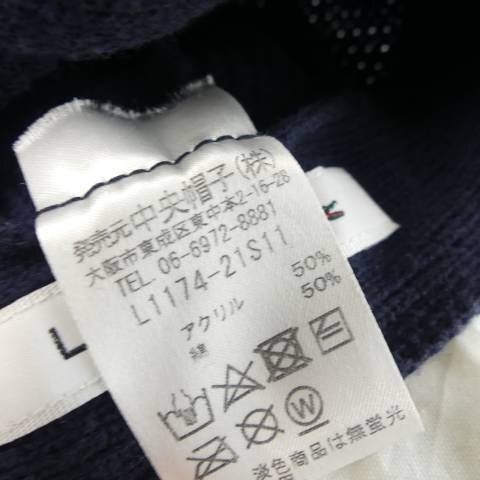 発売元中央帽子(株)
大阪市東成区東中本2-16-28
TEL. 06-6972-8881
L1174-21S11
アクリル 50%
綿 50%
W
淡色商品は無蛍光
L